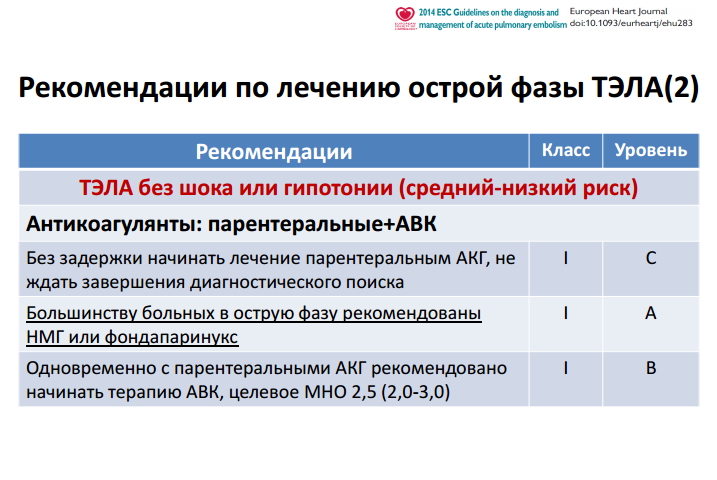 2014 ESC Guidelines on the diagnosis and
management of acute pulmonary embolism
European Heart Journal
doi:10.1093/eurheartj/ehu283
Рекомендации по лечению острой фазы ТЭЛА(2)
Рекомендации Класс Уровень
ТЭЛА без шока или гипотонии (средний-низкий риск)
Антикоагулянты: парентеральные+АВК
Без задержки начинать лечение парентеральным АКГ, не
ждать завершения диагностического поиска
I C
Большинству больных в острую фазу рекомендованы
НМГ или фондапаринукс
I A
Одновременно с парентеральными АКГ рекомендовано
начинать терапию АВК, целевое МНО 2,5 (2,0-3,0)
I B